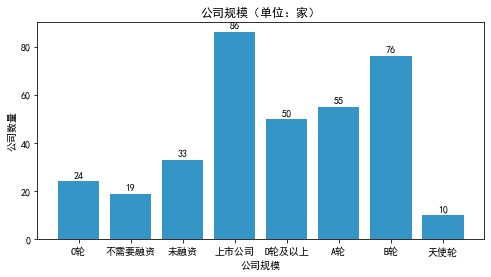 公司规模（单位：家）
公司数量
80
60
40
20
0
24
19
33
86
50
55
76
10
C轮
不需要融资
未融资
上市公司
D轮及以上
A轮
B轮
天使轮
公司规模